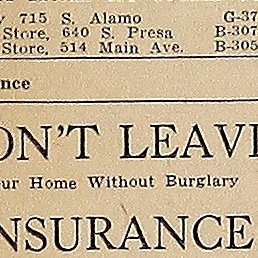 715 S. Alamo G-37
Store, 640 S. Presa B-307
Store, 514 Main Ave. B-305
nce
ON'T LEAVE
ur Home Without Burglary
NSURANCE